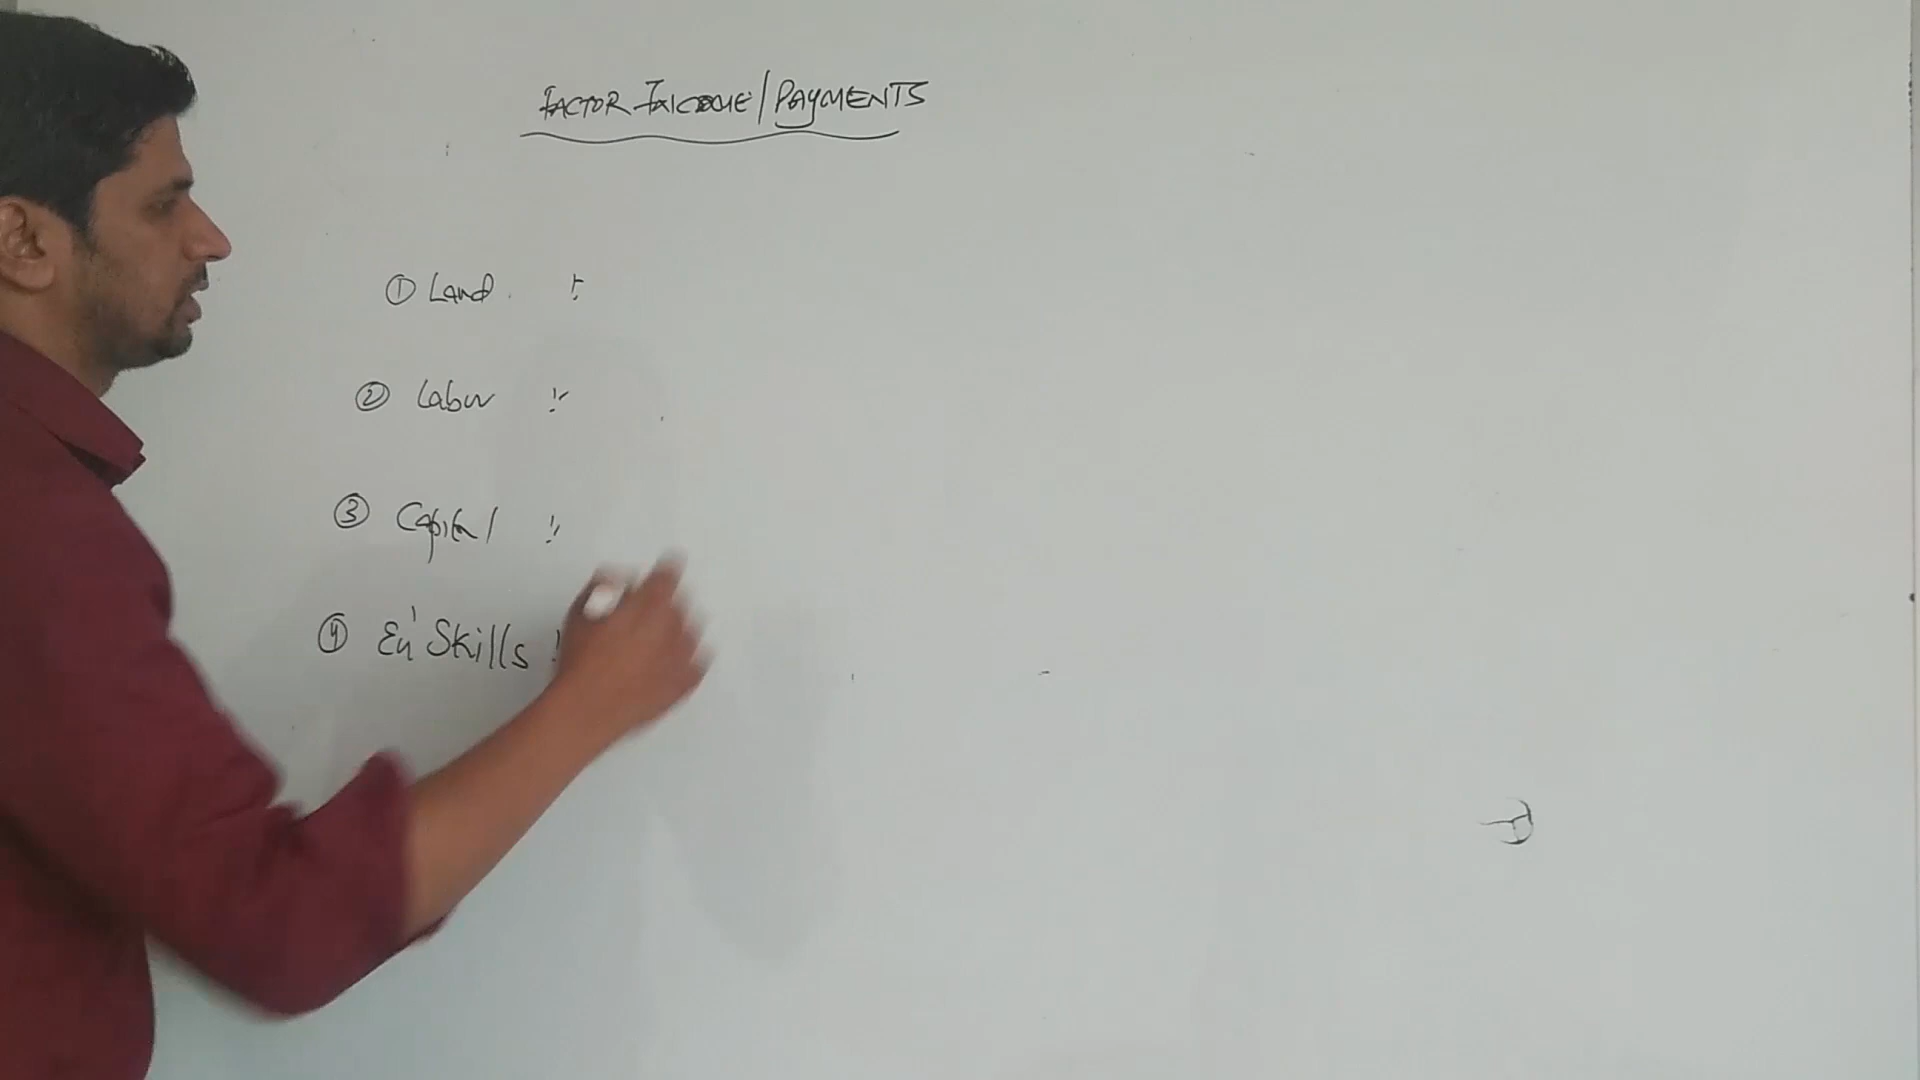 FACTOR INCOME/PAYMENTS
① Land :
② Labor :
③ Capital :
④ En' Skills :